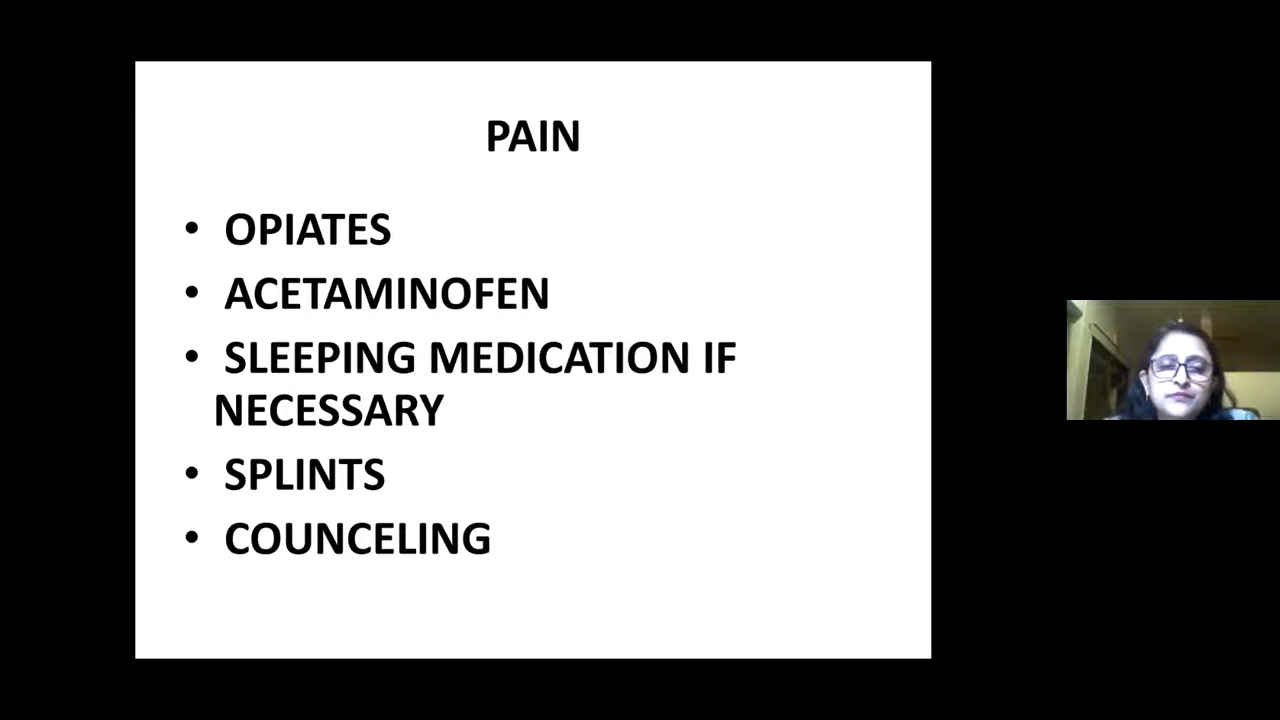 PAIN
• OPIATES
• ACETAMINOFEN
• SLEEPING MEDICATION IF
NECESSARY
• SPLINTS
• COUNCELING